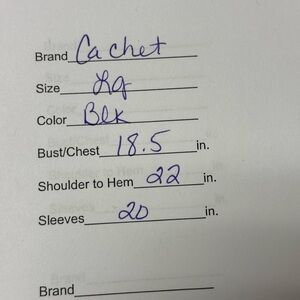 Brand Cachet
Size Lg
Color Blk
Bust/Chest 18.5 in.
Shoulder to Hem 22 in.
Sleeves 20 in.
Brand